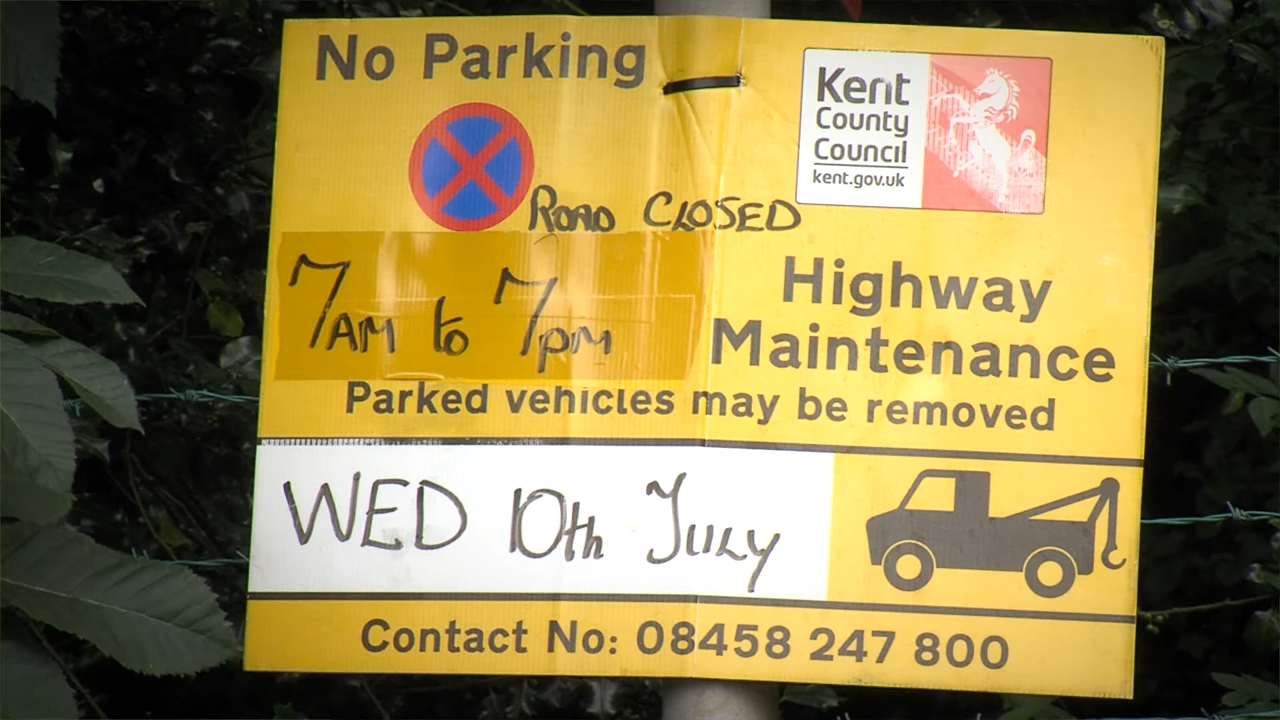 No Parking
Kent
County
Council
kent.gov.uk
ROAD CLOSED
7AM to 7pm
Highway
Maintenance
Parked vehicles may be removed
WED 10th JULY
Contact No: 08458 247 800